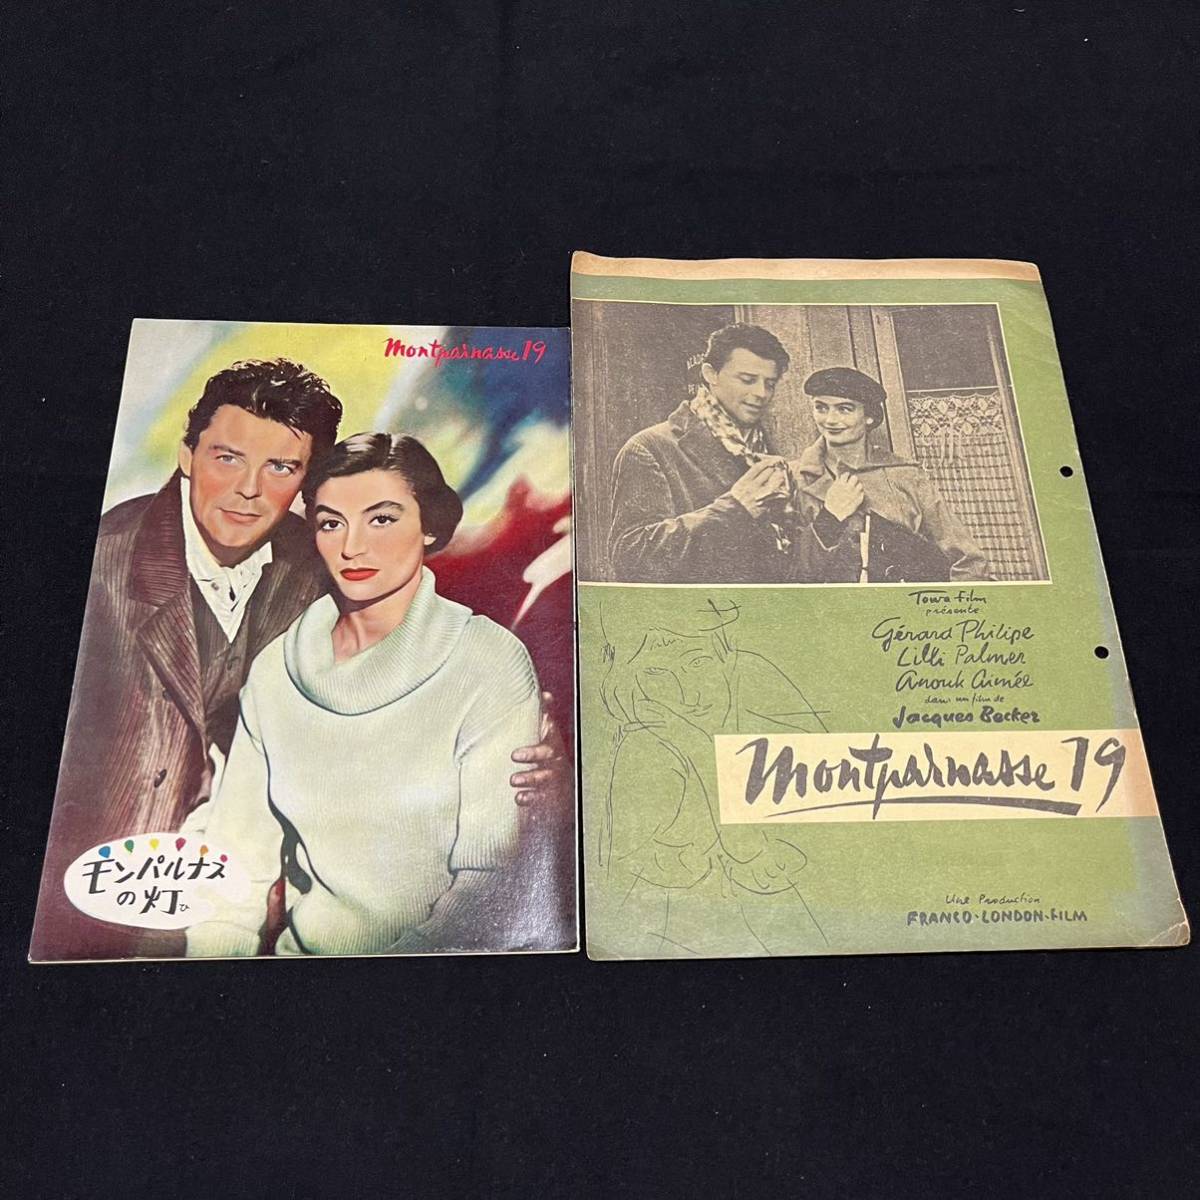 Montparnasse 19
モンパルナス
の灯
ひ
Towa film
présente
Gérard Philipe
Lilli Palmer
Anouk Aimée
dans un film de
Jacques Becker
Montparnasse 19
Une Production
FRANCO-LONDON-FILM